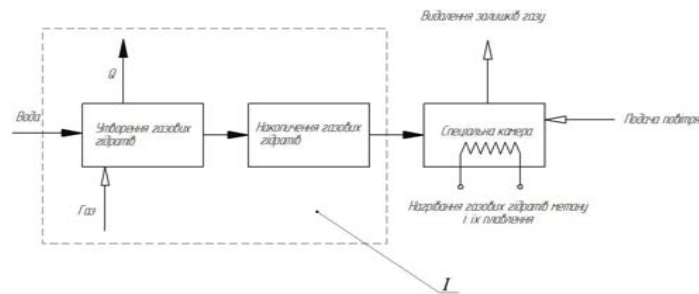 Видалення залишків газу
Q
Вода
Утворення газових
гідратів
Накопичення газових
гідратів
Спеціальна камера
Подача повітря
Газ
Нагрівання газових гідратів метану
і їх плавлення
I